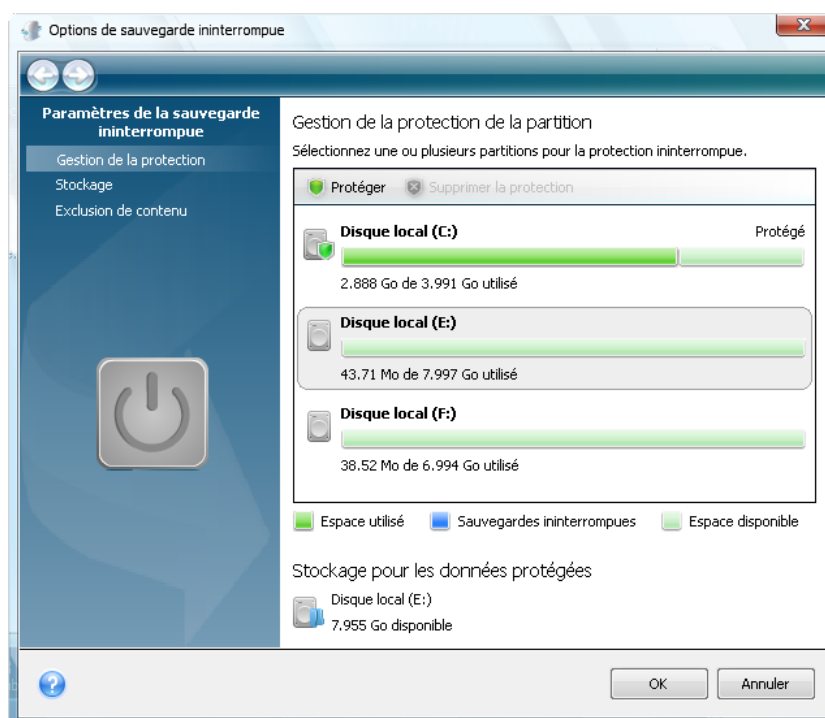 Options de sauvegarde ininterrompue
Paramètres de la sauvegarde
ininterrompue
Gestion de la protection
Stockage
Exclusion de contenu
Gestion de la protection de la partition
Sélectionnez une ou plusieurs partitions pour la protection ininterrompue.
Protéger Supprimer la protection
Disque local (C:) Protégé
2.888 Go de 3.991 Go utilisé
Disque local (E:)
43.71 Mo de 7.997 Go utilisé
Disque local (F:)
38.52 Mo de 6.994 Go utilisé
Espace utilisé Sauvegardes ininterrompues Espace disponible
Stockage pour les données protégées
Disque local (E:)
7.955 Go disponible
OK Annuler